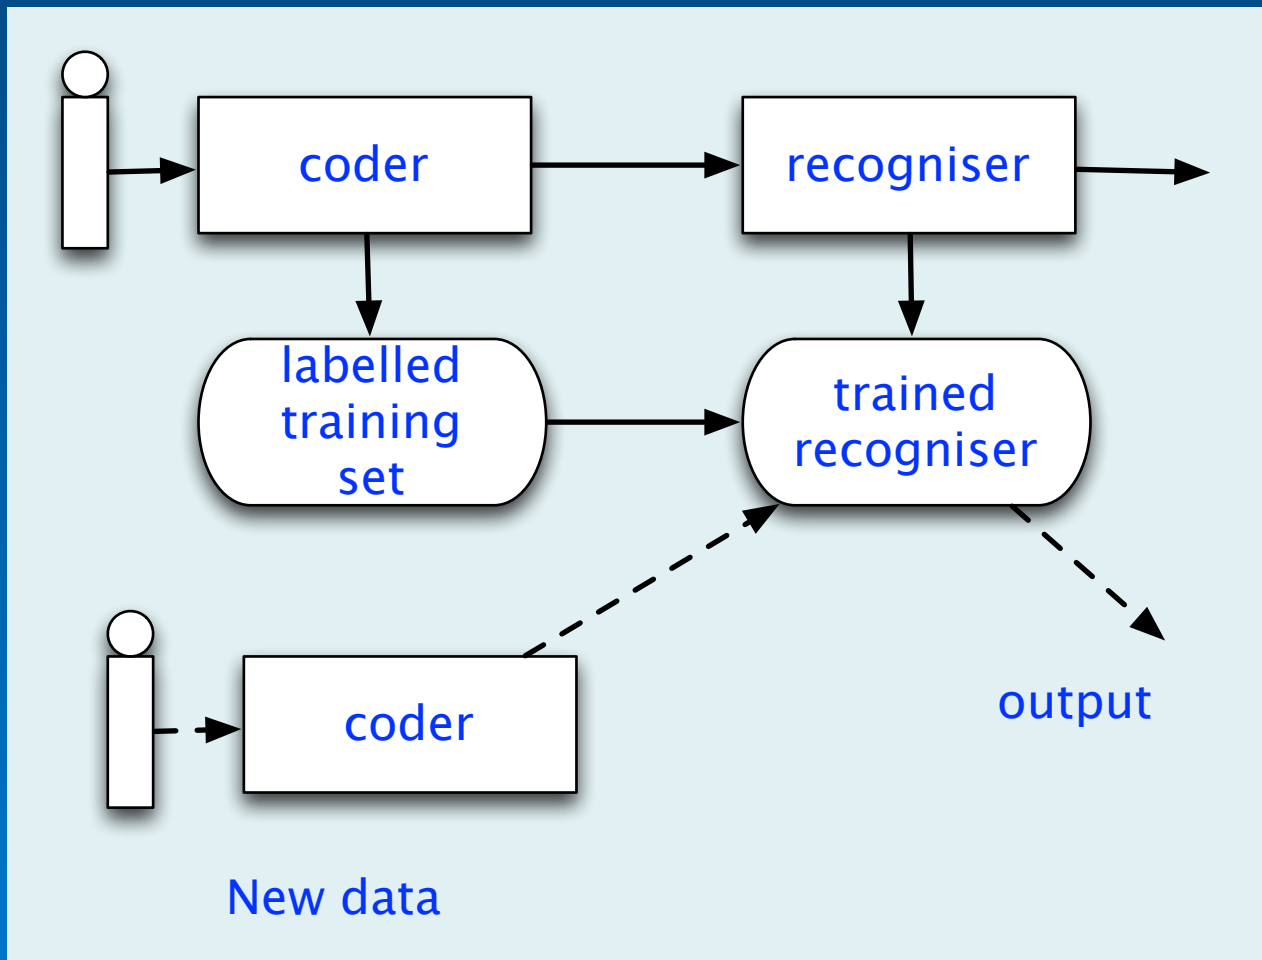 coder
recogniser
labelled
training
set
trained
recogniser
coder
output
New data